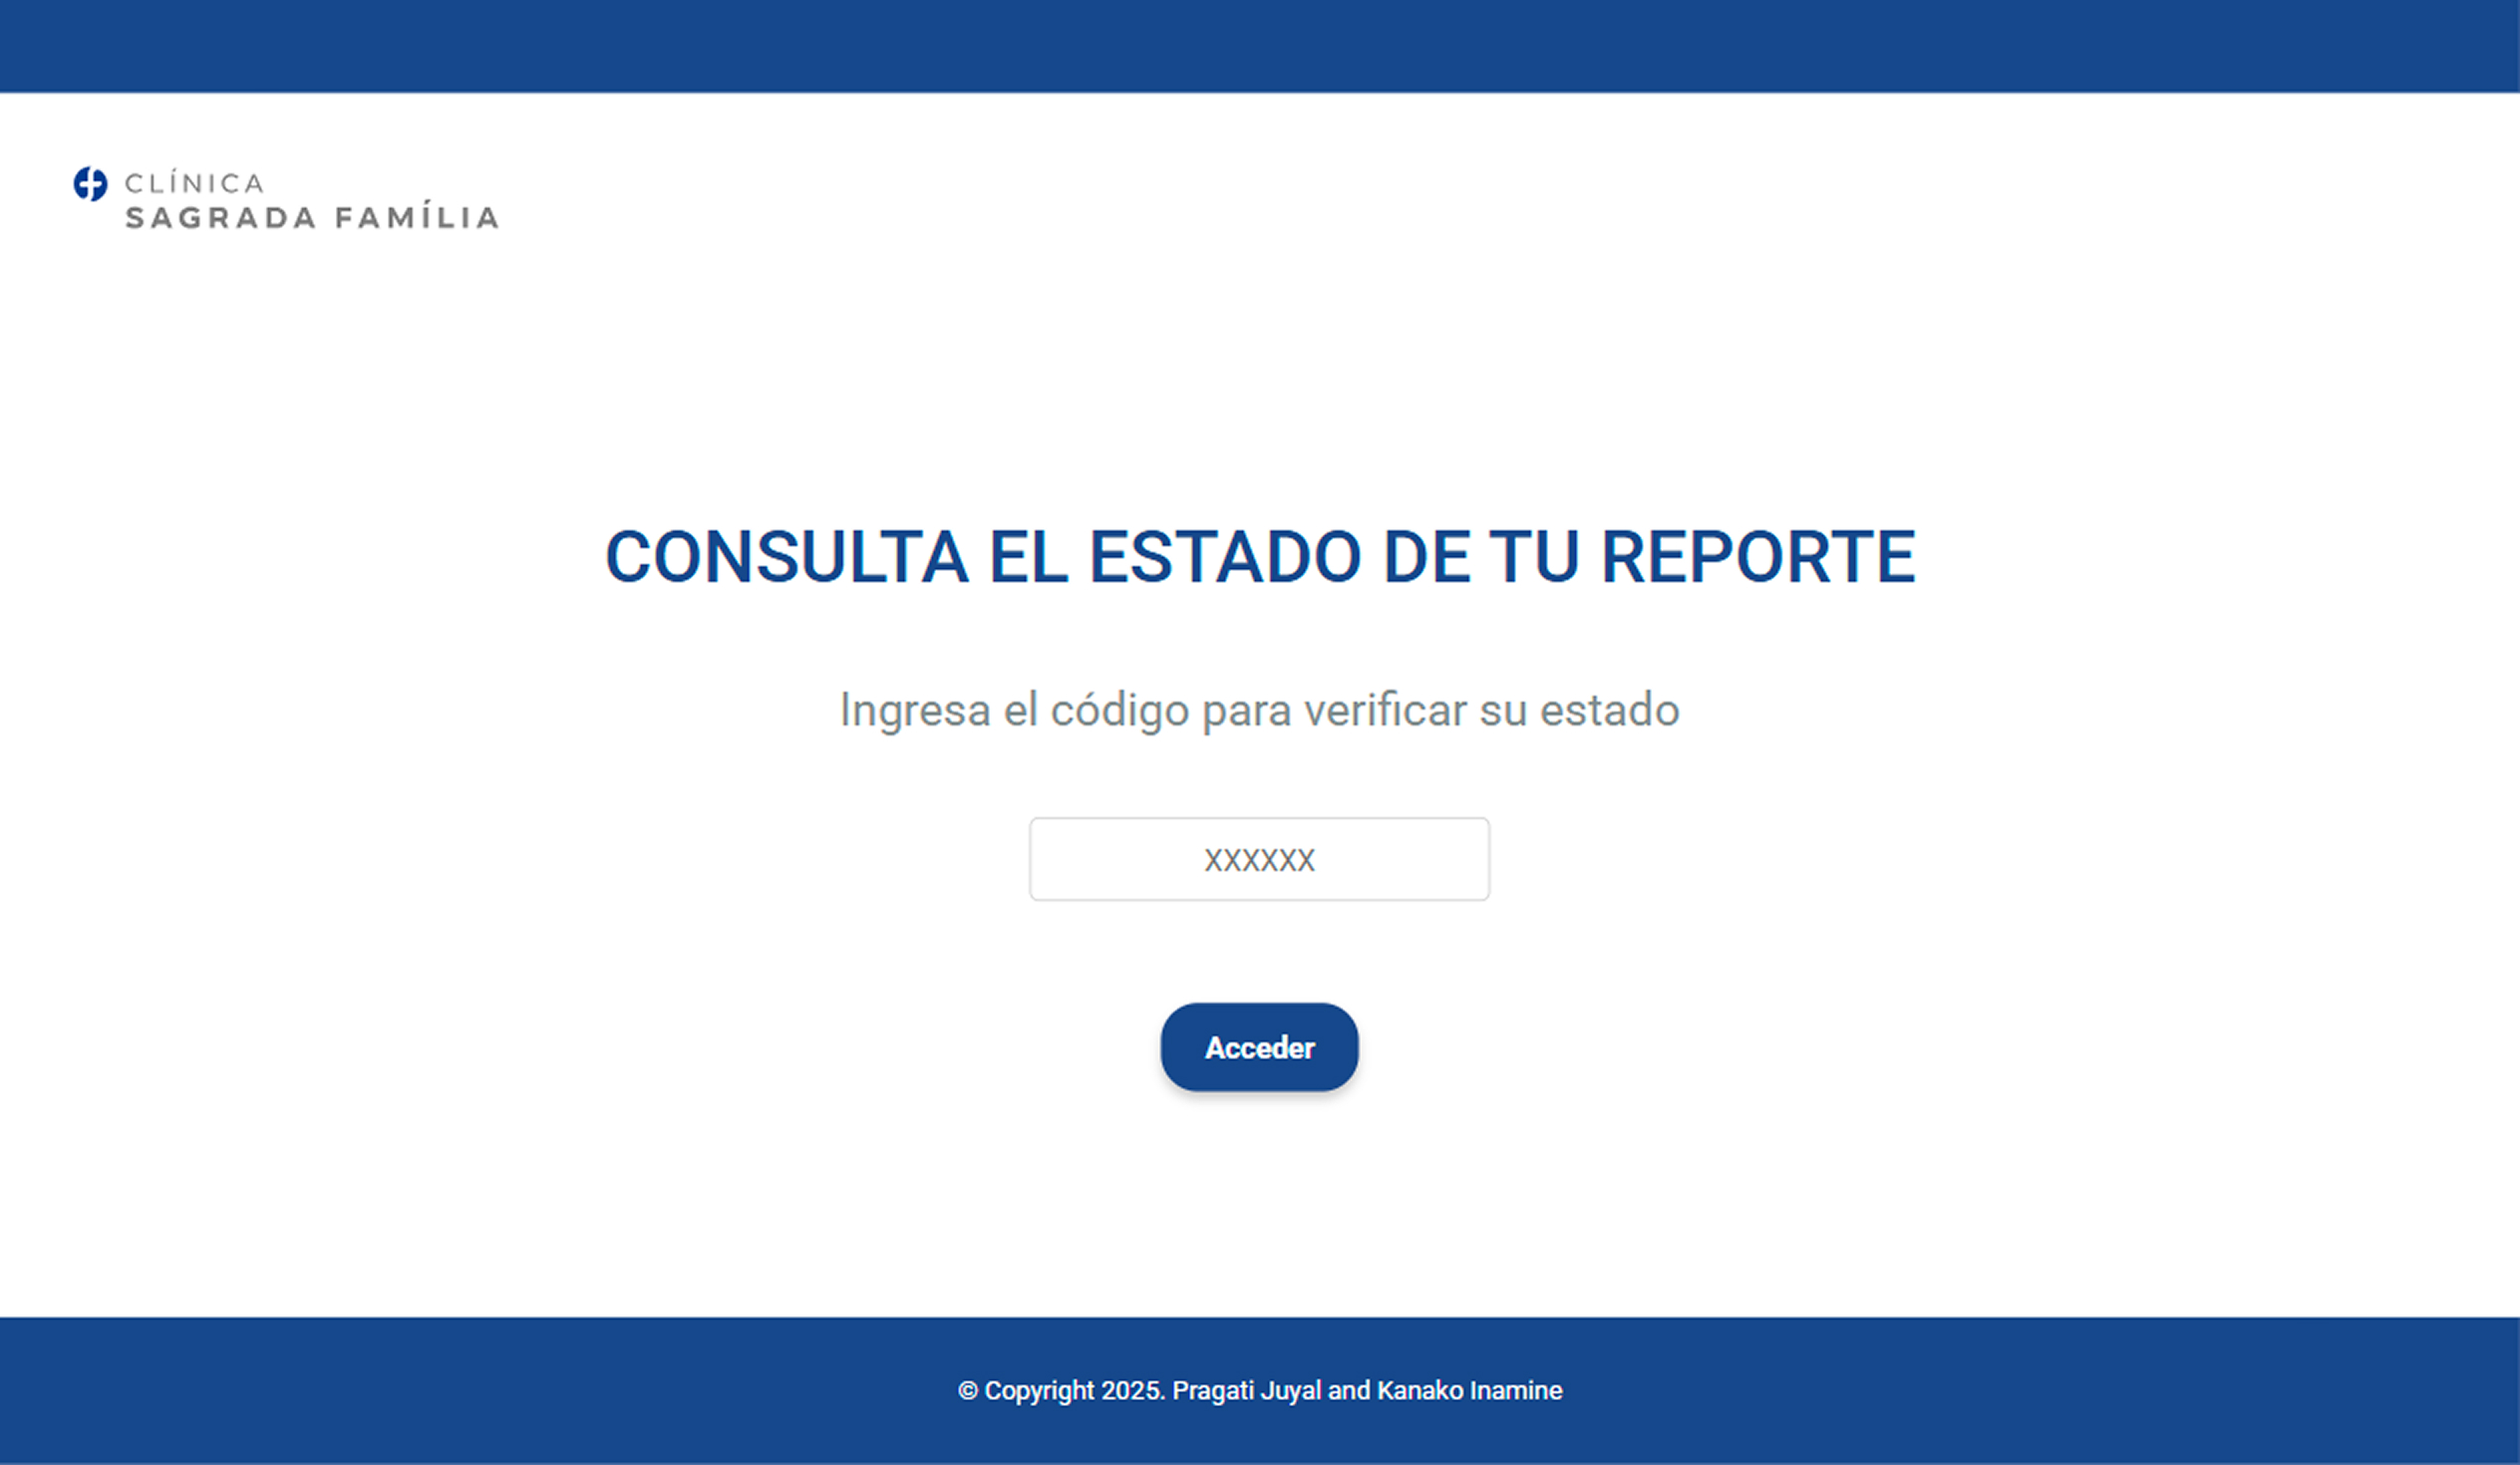 CLÍNICA
SAGRADA FAMÍLIA
CONSULTA EL ESTADO DE TU REPORTE
Ingresa el código para verificar su estado
XXXXXX
Acceder
© Copyright 2025. Pragati Juyal and Kanako Inamine